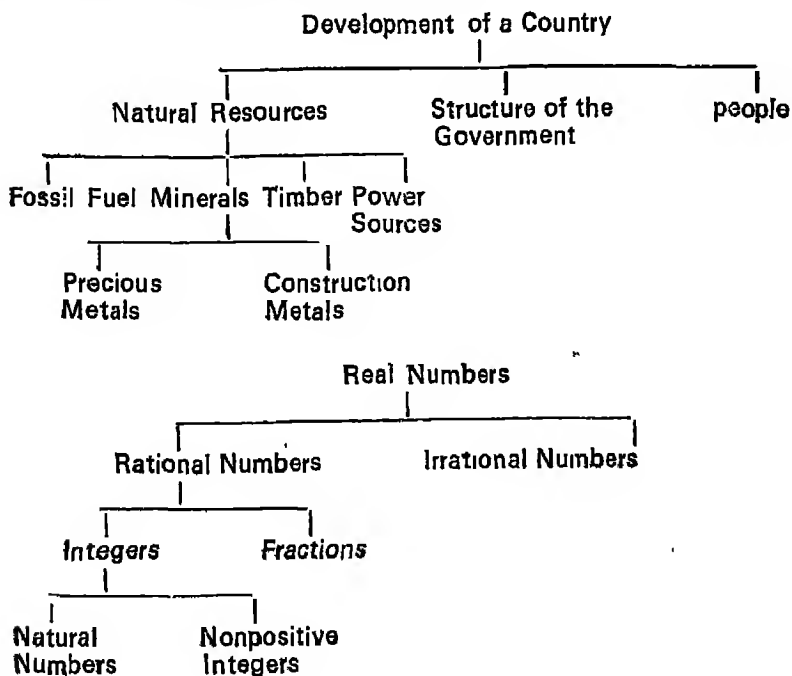 Development of a Country
Natural Resources Structure of the people
Government
Fossil Fuel Minerals Timber Power
Sources
Precious Construction
Metals Metals
Real Numbers
Rational Numbers Irrational Numbers
Integers Fractions
Natural Nonpositive
Numbers Integers